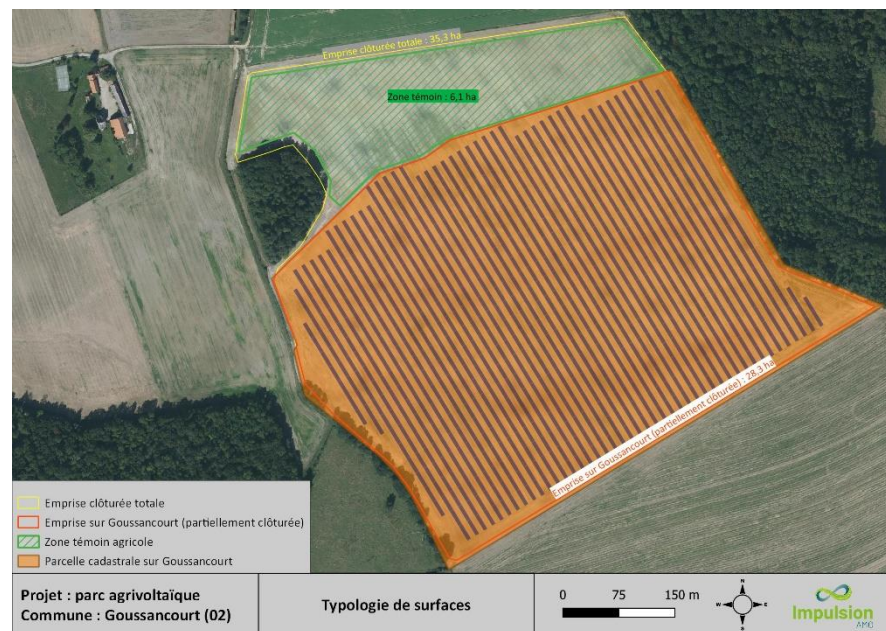 Emprise clôturée totale : 35,3 ha
Zone témoin : 6,1 ha
Emprise sur Goussancourt (partiellement clôturée) : 28,3 ha
Emprise clôturée totale
Emprise sur Goussancourt (partiellement clôturée)
Zone témoin agricole
Parcelle cadastrale sur Goussancourt
Projet : parc agrivoltaïque
Commune : Goussancourt (02)
Typologie de surfaces
0 75 150 m
N
W E
S
Impulsion
AMO